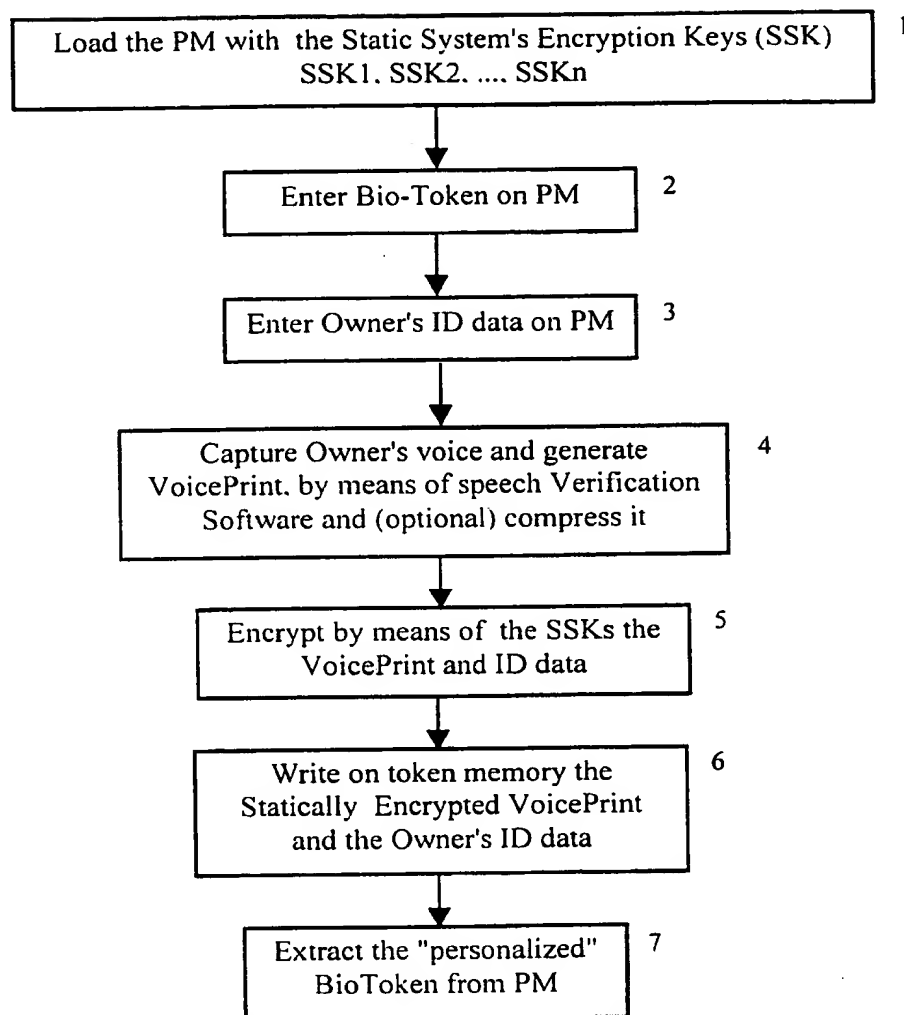 Load the PM with the Static System's Encryption Keys (SSK)
1
SSK1. SSK2. .... SSKn
Enter Bio-Token on PM
2
Enter Owner's ID data on PM
3
Capture Owner's voice and generate
4
VoicePrint. by means of speech Verification
Software and (optional) compress it
Encrypt by means of the SSKs the
5
VoicePrint and ID data
Write on token memory the
6
Statically Encrypted VoicePrint
and the Owner's ID data
Extract the "personalized"
7
BioToken from PM